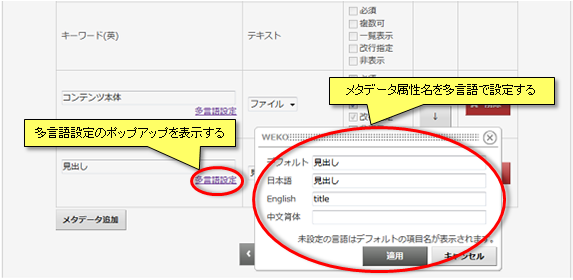 キーワード(英)
テキスト
必須
複数可
一覧表示
改行指定
非表示
コンテンツ本体
多言語設定
ファイル
↓
メタデータ属性名を多言語で設定する
多言語設定のポップアップを表示する
見出し
多言語設定
メタデータ追加
WEKO
デフォルト 見出し
日本語 見出し
English title
中文简体
未設定の言語はデフォルトの項目名が表示されます。
適用 キャンセル